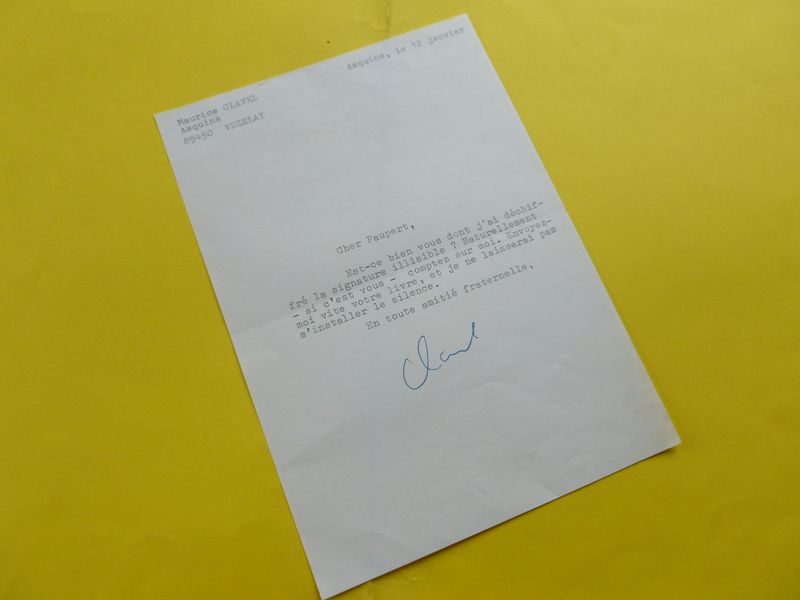 Asquins, le 12 janvier
Maurice CLAVEL
Asquins
89450 VEZELAY
Cher Paupert,
Est-ce bien vous dont j'si déchif-
fré la signature illisible ? Naturellement
- si c'est vous - comptez sur moi. Envoyez-
moi vite votre livre, et je ne laisserai pas
s'installer le silence.
En toute amitié fraternelle,
Clavel